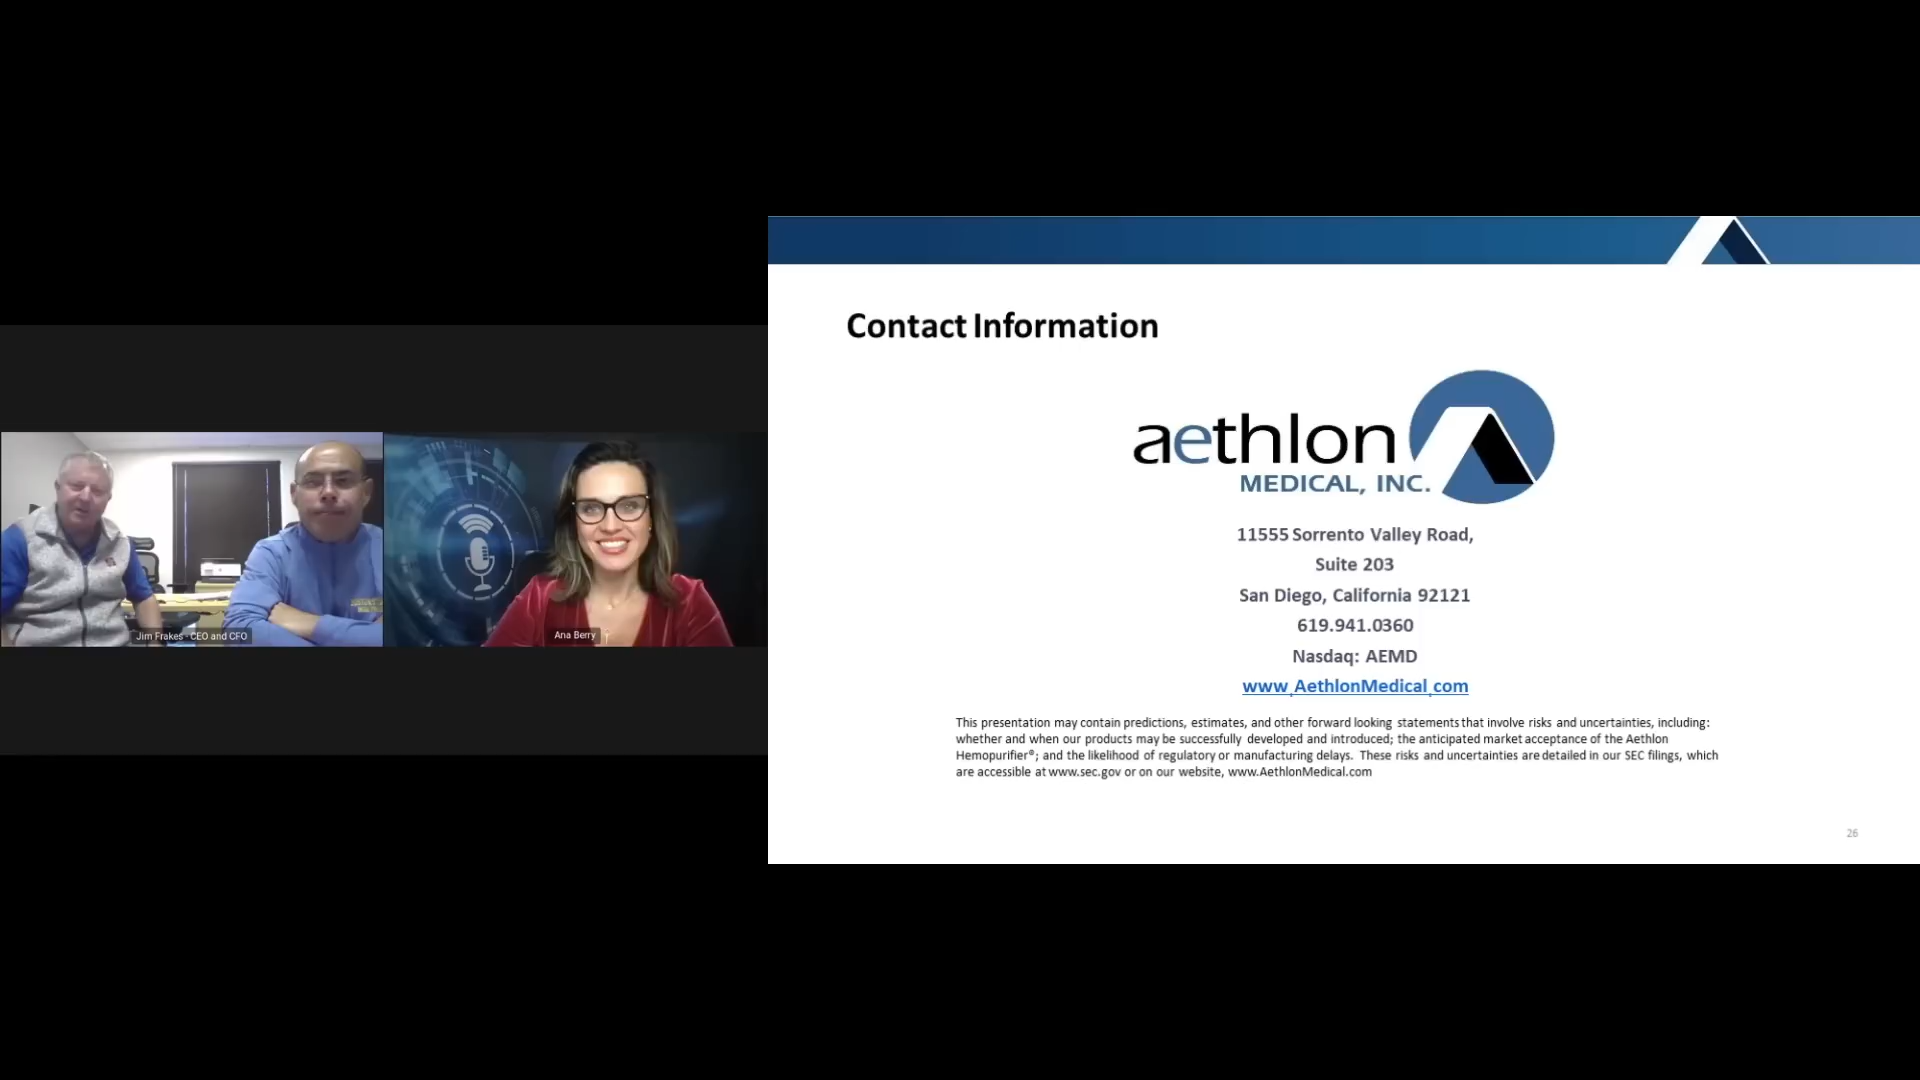 Contact Information
aethlon
MEDICAL, INC.
11555 Sorrento Valley Road,
Suite 203
San Diego, California 92121
619.941.0360
Nasdaq: AEMD
www.AethlonMedical.com
This presentation may contain predictions, estimates, and other forward looking statements that involve risks and uncertainties, including:
whether and when our products may be successfully developed and introduced; the anticipated market acceptance of the Aethlon
Hemopurifier®; and the likelihood of regulatory or manufacturing delays. These risks and uncertainties are detailed in our SEC filings, which
are accessible at www.sec.gov or on our website, www.AethlonMedical.com
26
Jim Frakes - CEO and CFO
Ana Berry